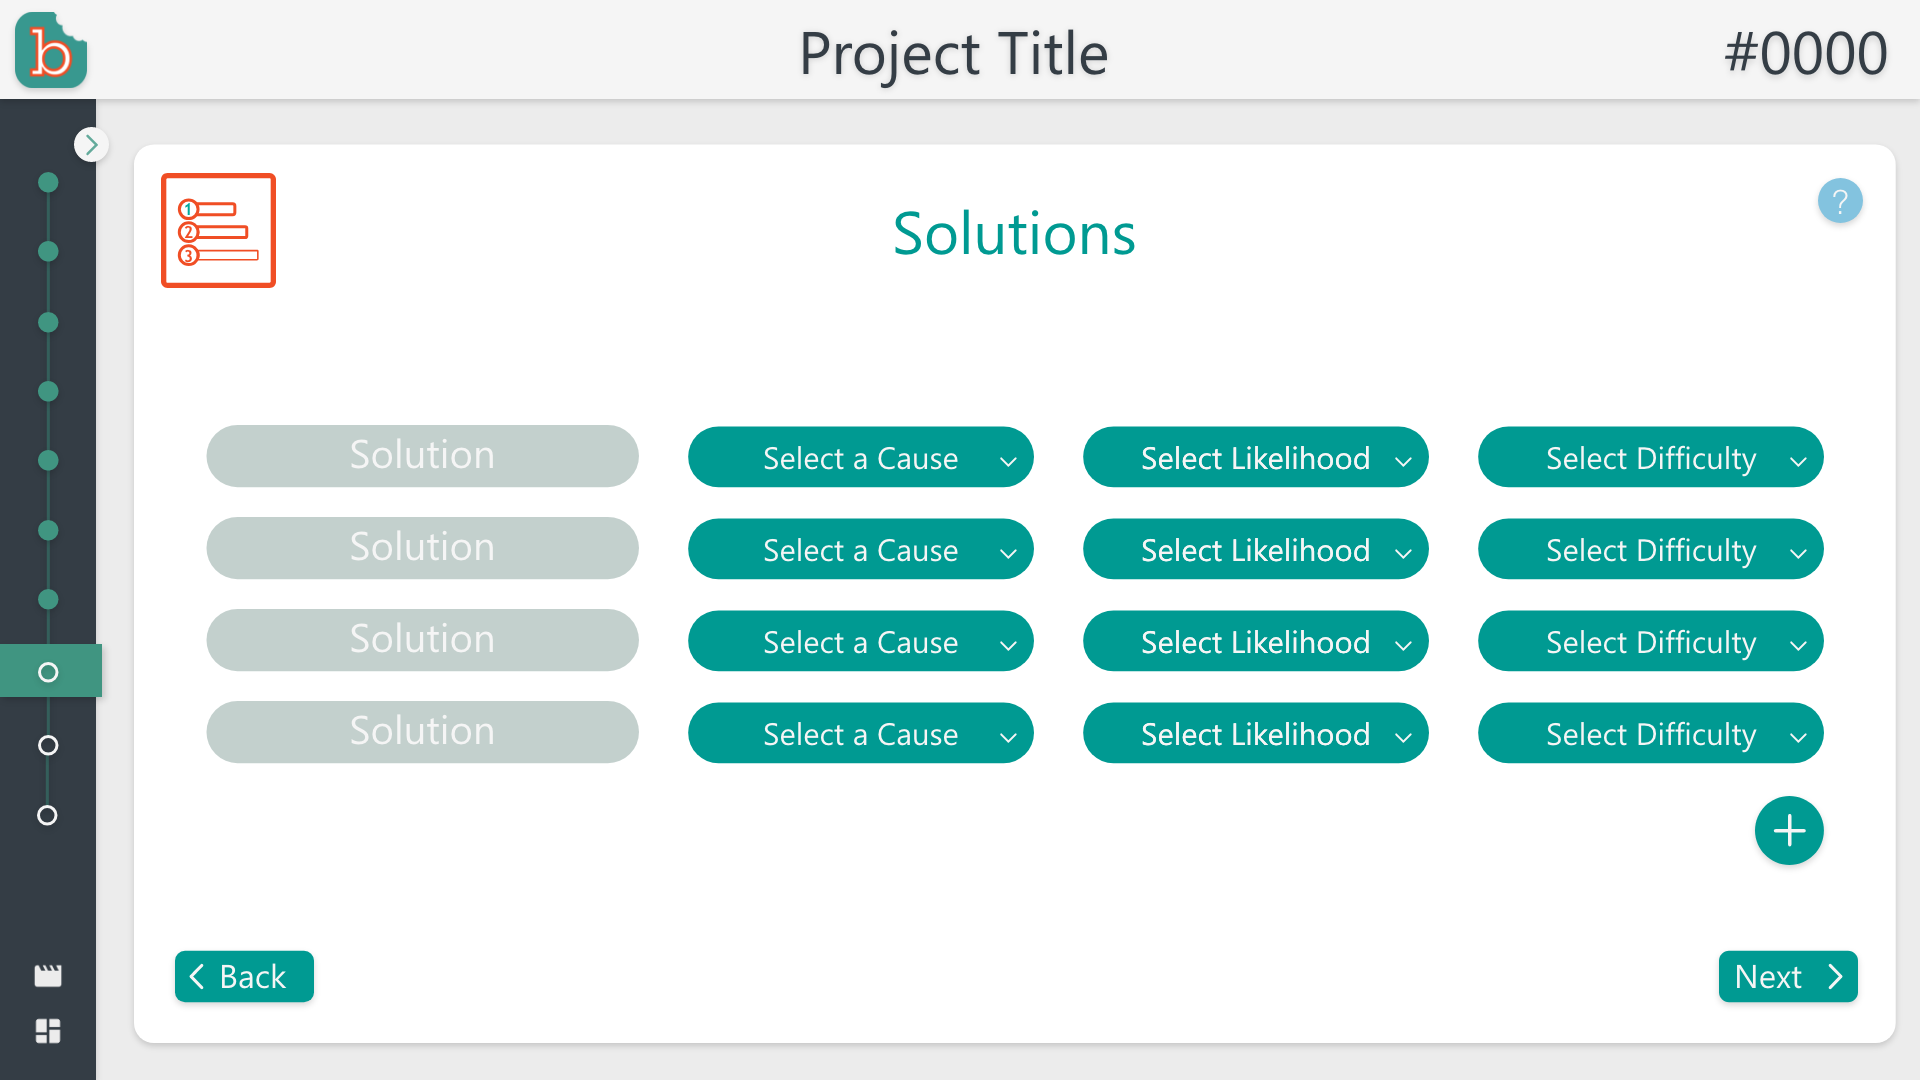 b
Project Title
#0000
1
2
3
Solutions
?
Solution
Select a Cause
Select Likelihood
Select Difficulty
Solution
Select a Cause
Select Likelihood
Select Difficulty
Solution
Select a Cause
Select Likelihood
Select Difficulty
Solution
Select a Cause
Select Likelihood
Select Difficulty
+
Back
Next